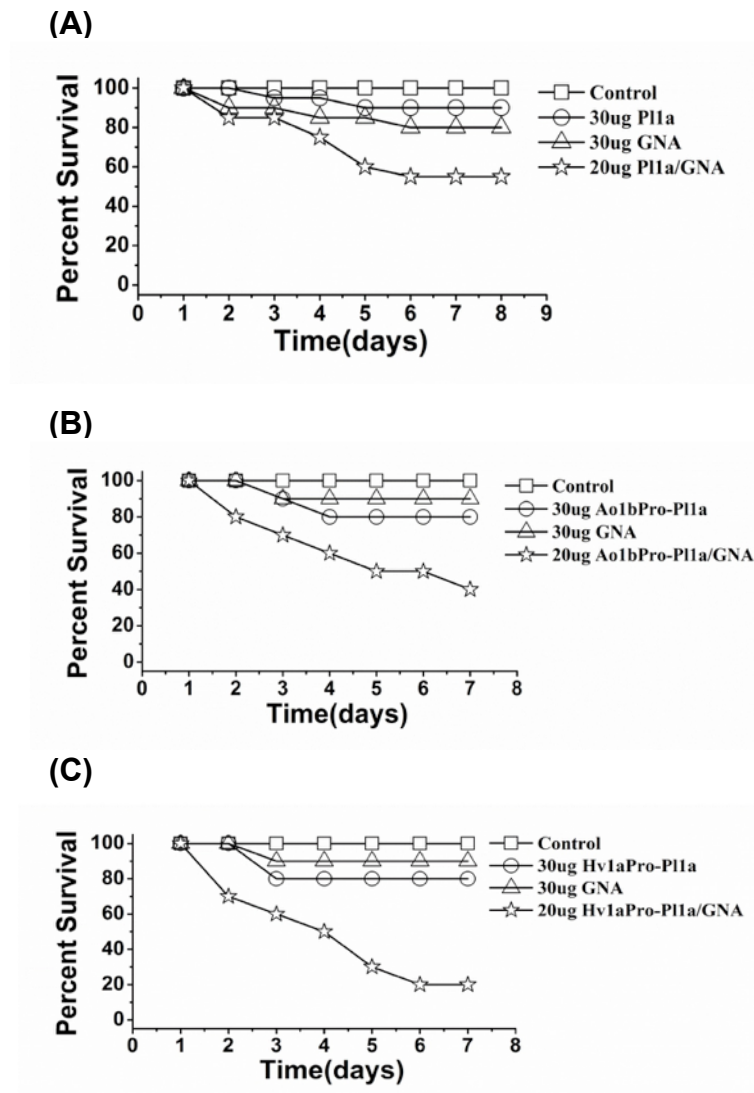 (A)
100
80
60
40
20
0
Percent Survival
0 1 2 3 4 5 6 7 8 9
Time(days)
Control
30ug Pl1a
30ug GNA
20ug Pl1a/GNA
(B)
100
80
60
40
20
0
Percent Survival
0 1 2 3 4 5 6 7 8
Time(days)
Control
30ug Ao1bPro-Pl1a
30ug GNA
20ug Ao1bPro-Pl1a/GNA
(C)
100
80
60
40
20
0
Percent Survival
0 1 2 3 4 5 6 7 8
Time(days)
Control
30ug Hv1aPro-Pl1a
30ug GNA
20ug Hv1aPro-Pl1a/GNA